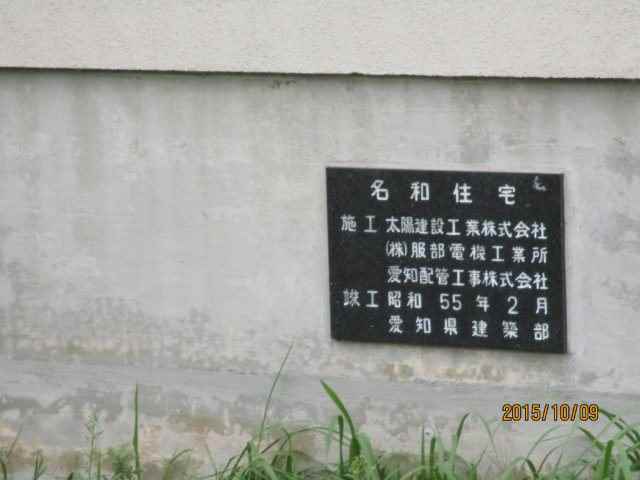 名和住宅
施工 太陽建設工業株式会社
(株)服部電機工業所
愛知配管工事株式会社
竣工 昭和 55 年 2 月
愛知県建築部
2015/10/09